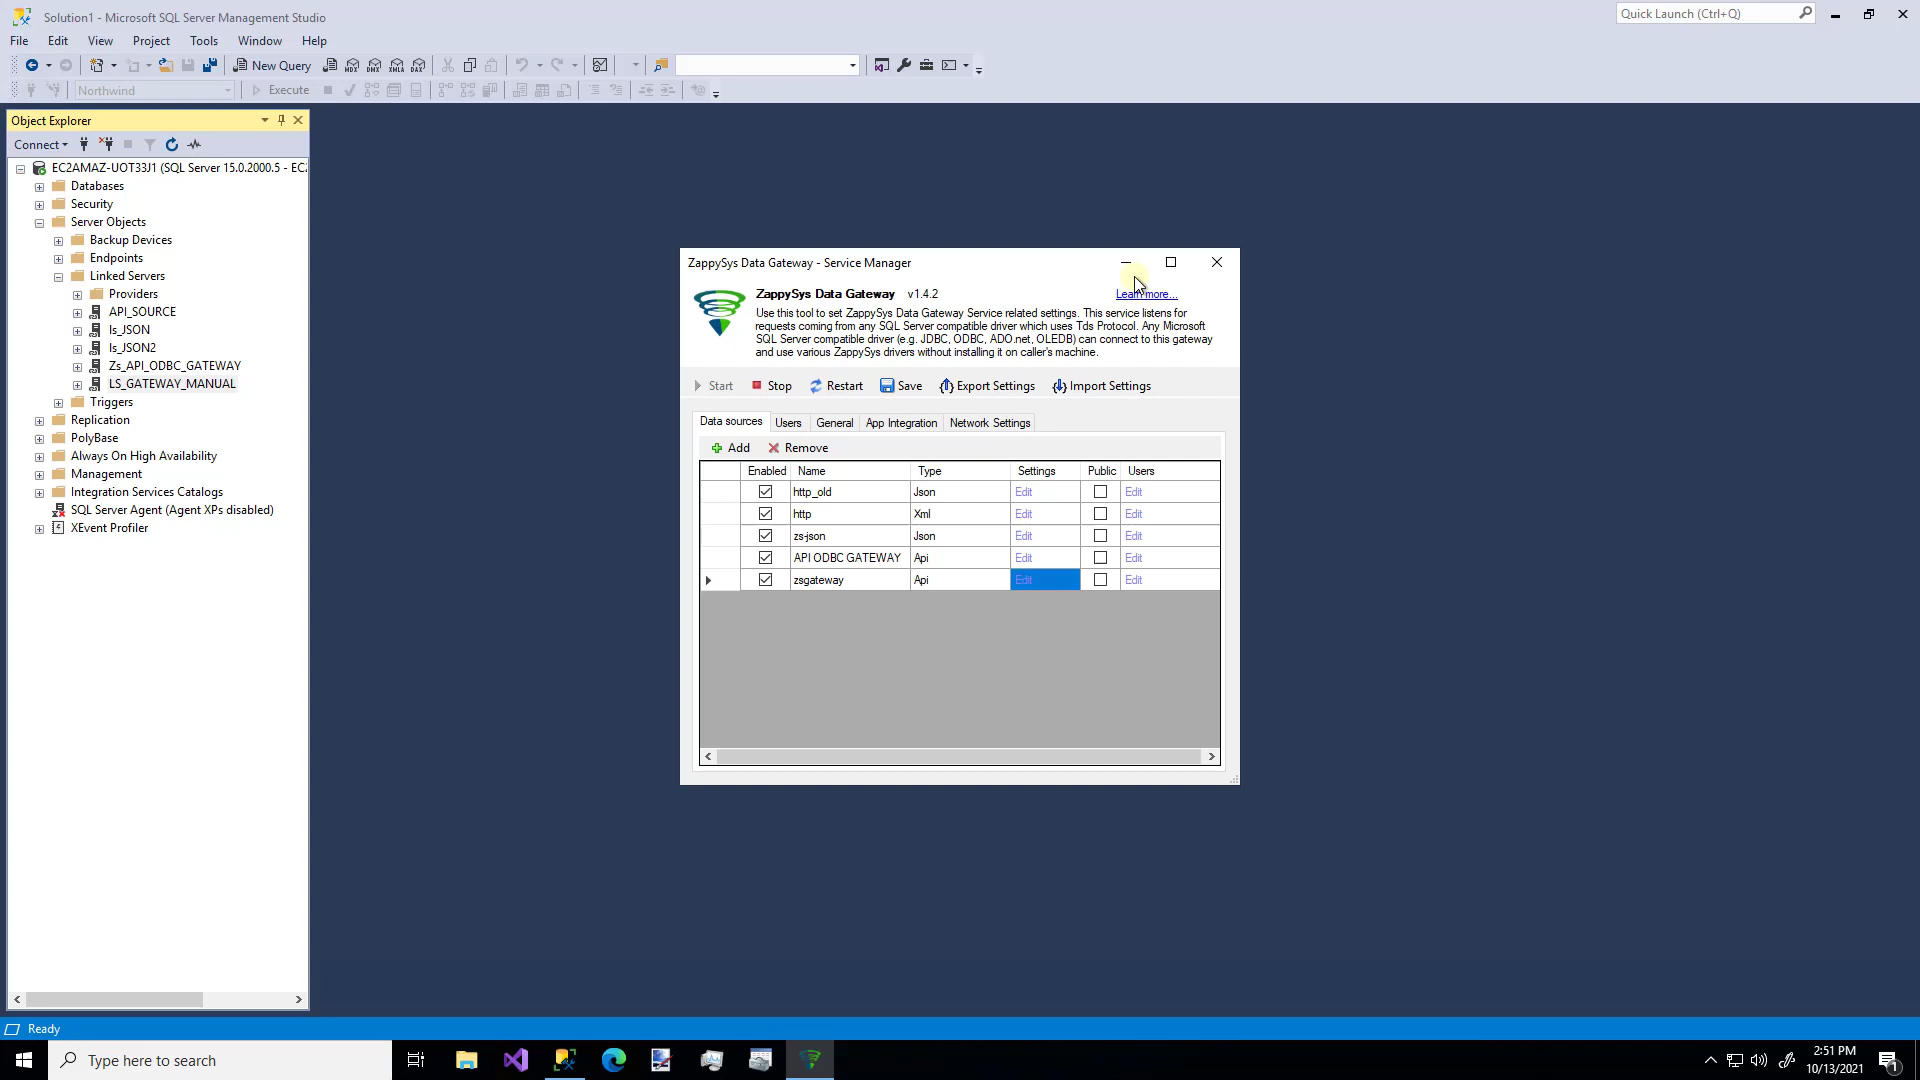 Solution1 - Microsoft SQL Server Management Studio
Quick Launch (Ctrl+Q)
File Edit View Project Tools Window Help
New Query MDX DMX XMLA DAX
Northwind Execute
Object Explorer
Connect
EC2AMAZ-UOT33J1 (SQL Server 15.0.2000.5 - EC2
Databases
Security
Server Objects
Backup Devices
Endpoints
Linked Servers
Providers
API_SOURCE
ls_JSON
ls_JSON2
Zs_API_ODBC_GATEWAY
LS_GATEWAY_MANUAL
Triggers
Replication
PolyBase
Always On High Availability
Management
Integration Services Catalogs
SQL Server Agent (Agent XPs disabled)
XEvent Profiler
ZappySys Data Gateway - Service Manager
ZappySys Data Gateway v1.4.2
Learn more...
Use this tool to set ZappySys Data Gateway Service related settings. This service listens for
requests coming from any SQL Server compatible driver which uses Tds Protocol. Any Microsoft
SQL Server compatible driver (e.g. JDBC, ODBC, ADO.net, OLEDB) can connect to this gateway
and use various ZappySys drivers without installing it on caller's machine.
Start Stop Restart Save Export Settings Import Settings
Data sources Users General App Integration Network Settings
Add Remove
Enabled Name Type Settings Public Users
http_old Json Edit Edit
http Xml Edit Edit
zs-json Json Edit Edit
API ODBC GATEWAY Api Edit Edit
zsgateway Api Edit Edit
Ready
Type here to search
2:51 PM
10/13/2021
1